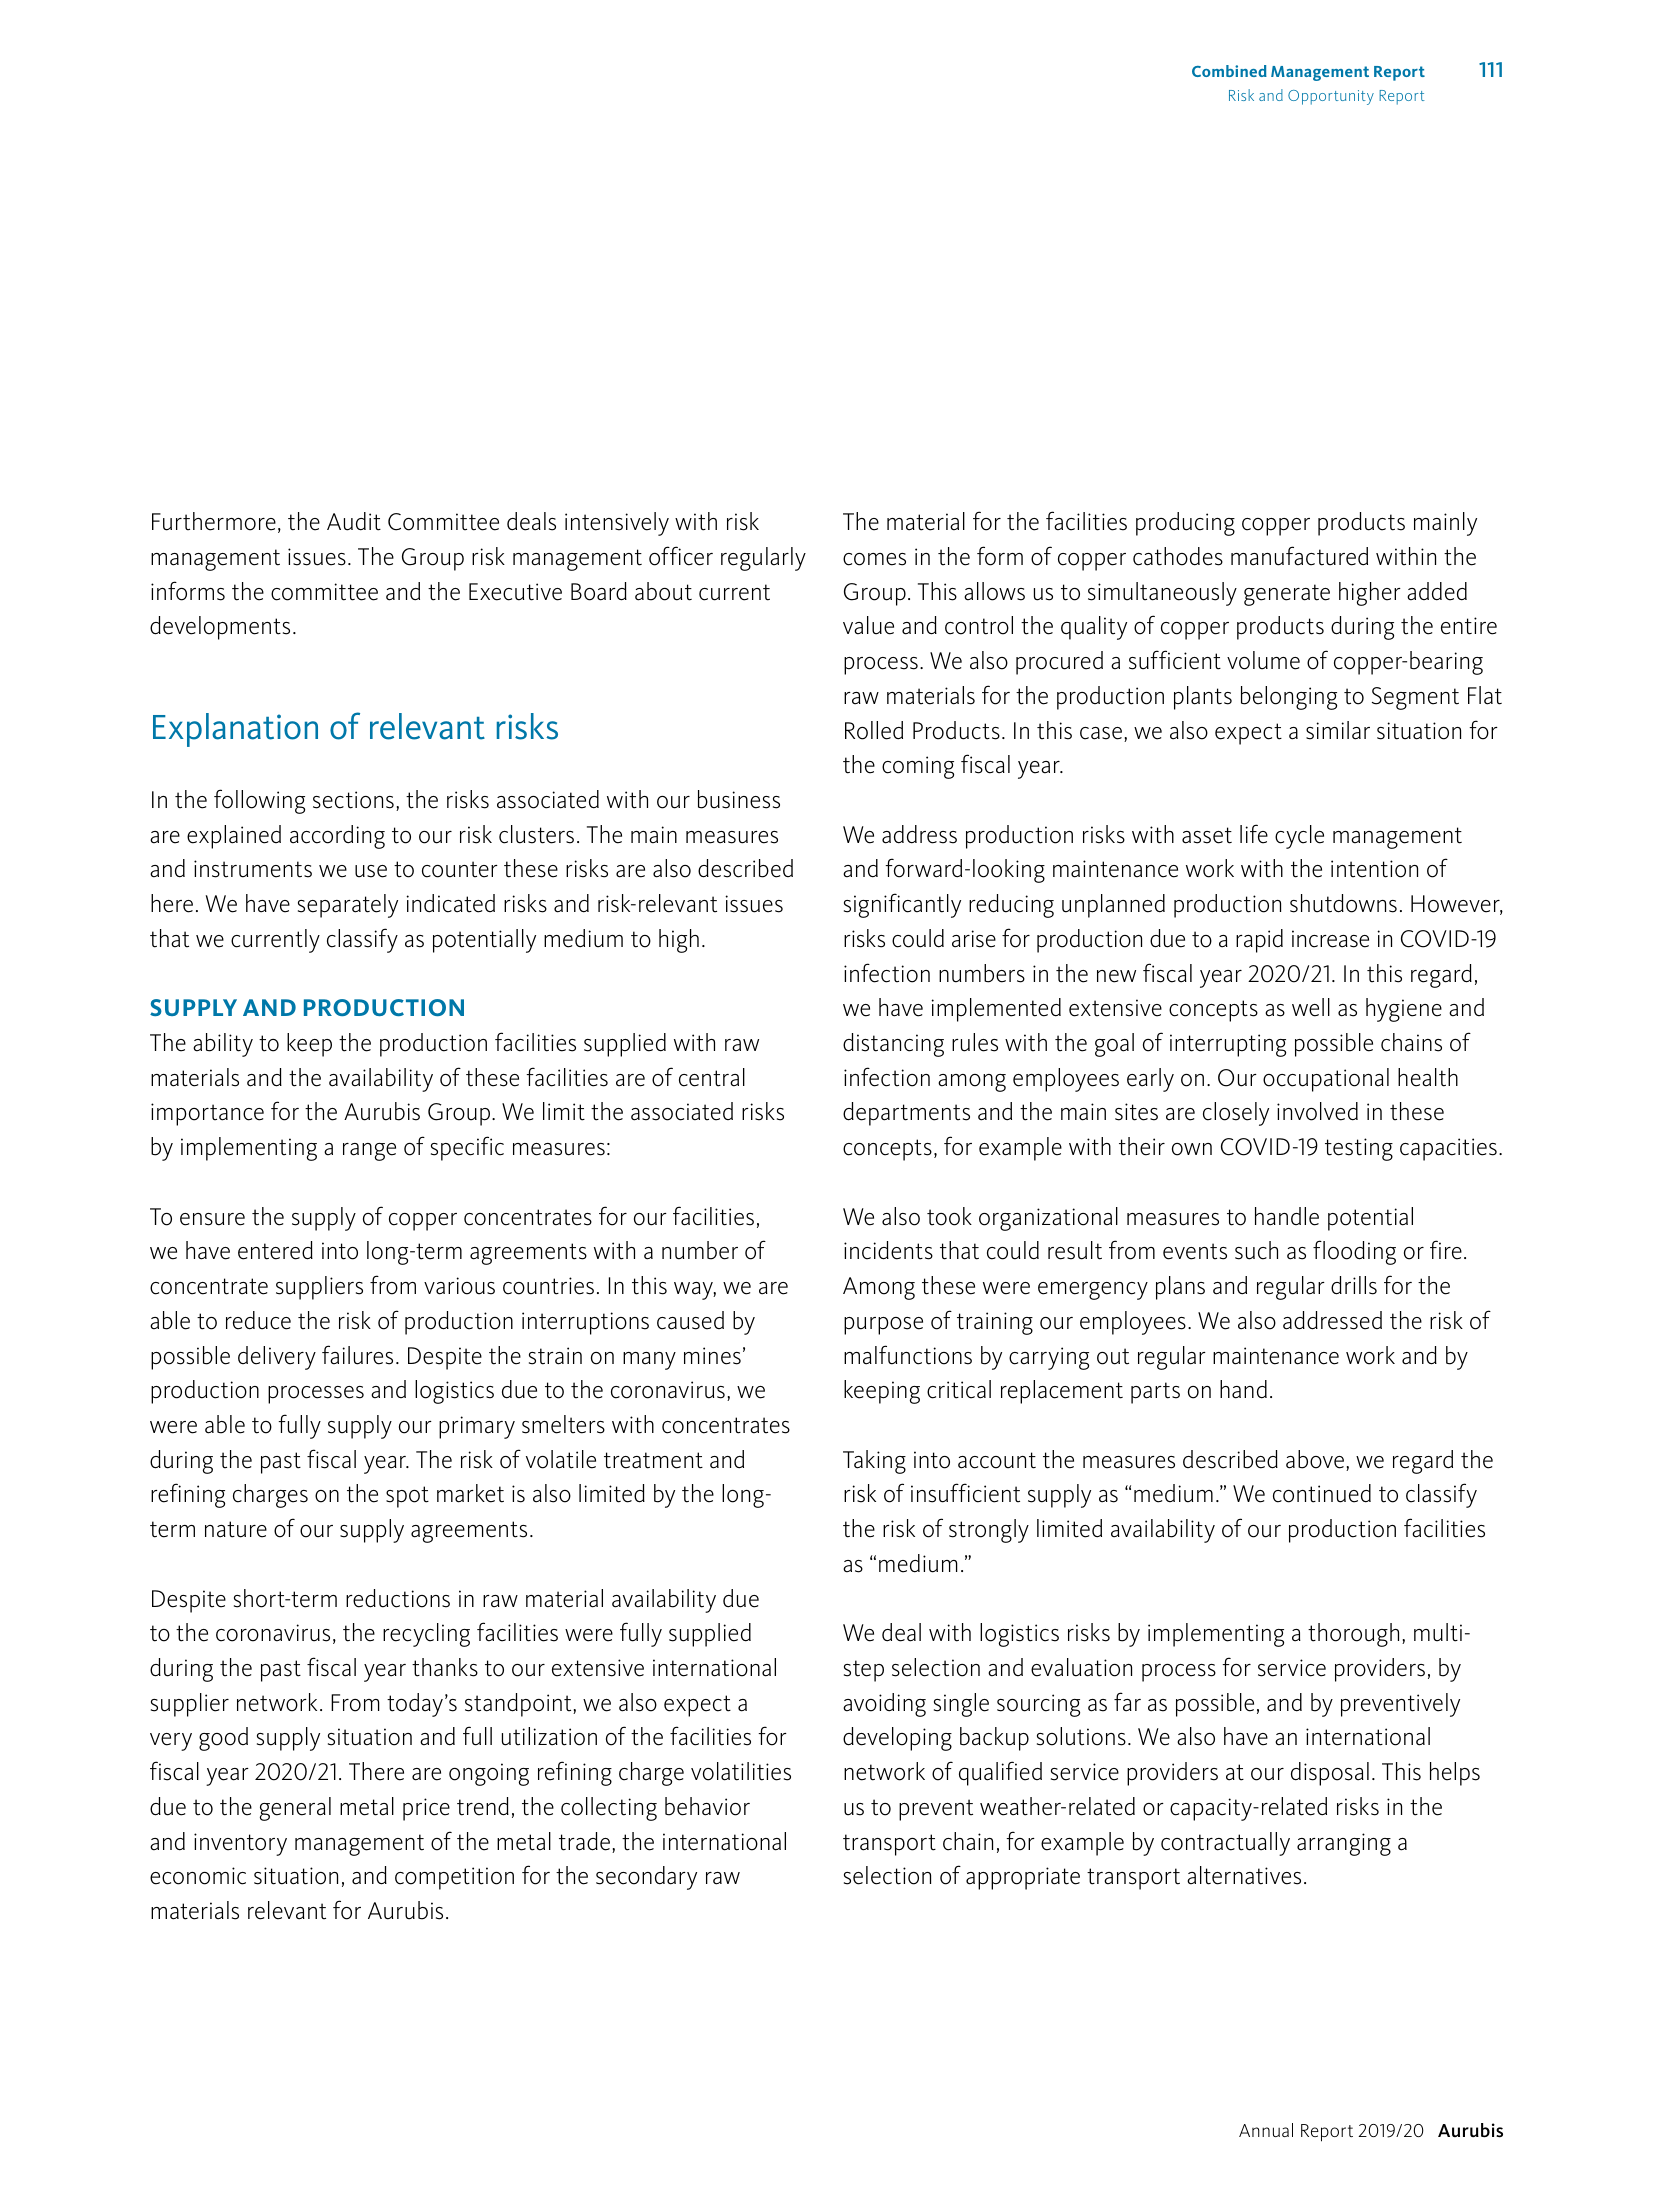 Combined Management Report 111
Risk and Opportunity Report
Furthermore, the Audit Committee deals intensively with risk
management issues. The Group risk management officer regularly
informs the committee and the Executive Board about current
developments.
Explanation of relevant risks
In the following sections, the risks associated with our business
are explained according to our risk clusters. The main measures
and instruments we use to counter these risks are also described
here. We have separately indicated risks and risk-relevant issues
that we currently classify as potentially medium to high.
SUPPLY AND PRODUCTION
The ability to keep the production facilities supplied with raw
materials and the availability of these facilities are of central
importance for the Aurubis Group. We limit the associated risks
by implementing a range of specific measures:
To ensure the supply of copper concentrates for our facilities,
we have entered into long-term agreements with a number of
concentrate suppliers from various countries. In this way, we are
able to reduce the risk of production interruptions caused by
possible delivery failures. Despite the strain on many mines’
production processes and logistics due to the coronavirus, we
were able to fully supply our primary smelters with concentrates
during the past fiscal year. The risk of volatile treatment and
refining charges on the spot market is also limited by the long-
term nature of our supply agreements.
Despite short-term reductions in raw material availability due
to the coronavirus, the recycling facilities were fully supplied
during the past fiscal year thanks to our extensive international
supplier network. From today’s standpoint, we also expect a
very good supply situation and full utilization of the facilities for
fiscal year 2020/21. There are ongoing refining charge volatilities
due to the general metal price trend, the collecting behavior
and inventory management of the metal trade, the international
economic situation, and competition for the secondary raw
materials relevant for Aurubis.
The material for the facilities producing copper products mainly
comes in the form of copper cathodes manufactured within the
Group. This allows us to simultaneously generate higher added
value and control the quality of copper products during the entire
process. We also procured a sufficient volume of copper-bearing
raw materials for the production plants belonging to Segment Flat
Rolled Products. In this case, we also expect a similar situation for
the coming fiscal year.
We address production risks with asset life cycle management
and forward-looking maintenance work with the intention of
significantly reducing unplanned production shutdowns. However,
risks could arise for production due to a rapid increase in COVID-19
infection numbers in the new fiscal year 2020/21. In this regard,
we have implemented extensive concepts as well as hygiene and
distancing rules with the goal of interrupting possible chains of
infection among employees early on. Our occupational health
departments and the main sites are closely involved in these
concepts, for example with their own COVID-19 testing capacities.
We also took organizational measures to handle potential
incidents that could result from events such as flooding or fire.
Among these were emergency plans and regular drills for the
purpose of training our employees. We also addressed the risk of
malfunctions by carrying out regular maintenance work and by
keeping critical replacement parts on hand.
Taking into account the measures described above, we regard the
risk of insufficient supply as “medium.” We continued to classify
the risk of strongly limited availability of our production facilities
as “medium.”
We deal with logistics risks by implementing a thorough, multi-
step selection and evaluation process for service providers, by
avoiding single sourcing as far as possible, and by preventively
developing backup solutions. We also have an international
network of qualified service providers at our disposal. This helps
us to prevent weather-related or capacity-related risks in the
transport chain, for example by contractually arranging a
selection of appropriate transport alternatives.
Annual Report 2019/20 Aurubis